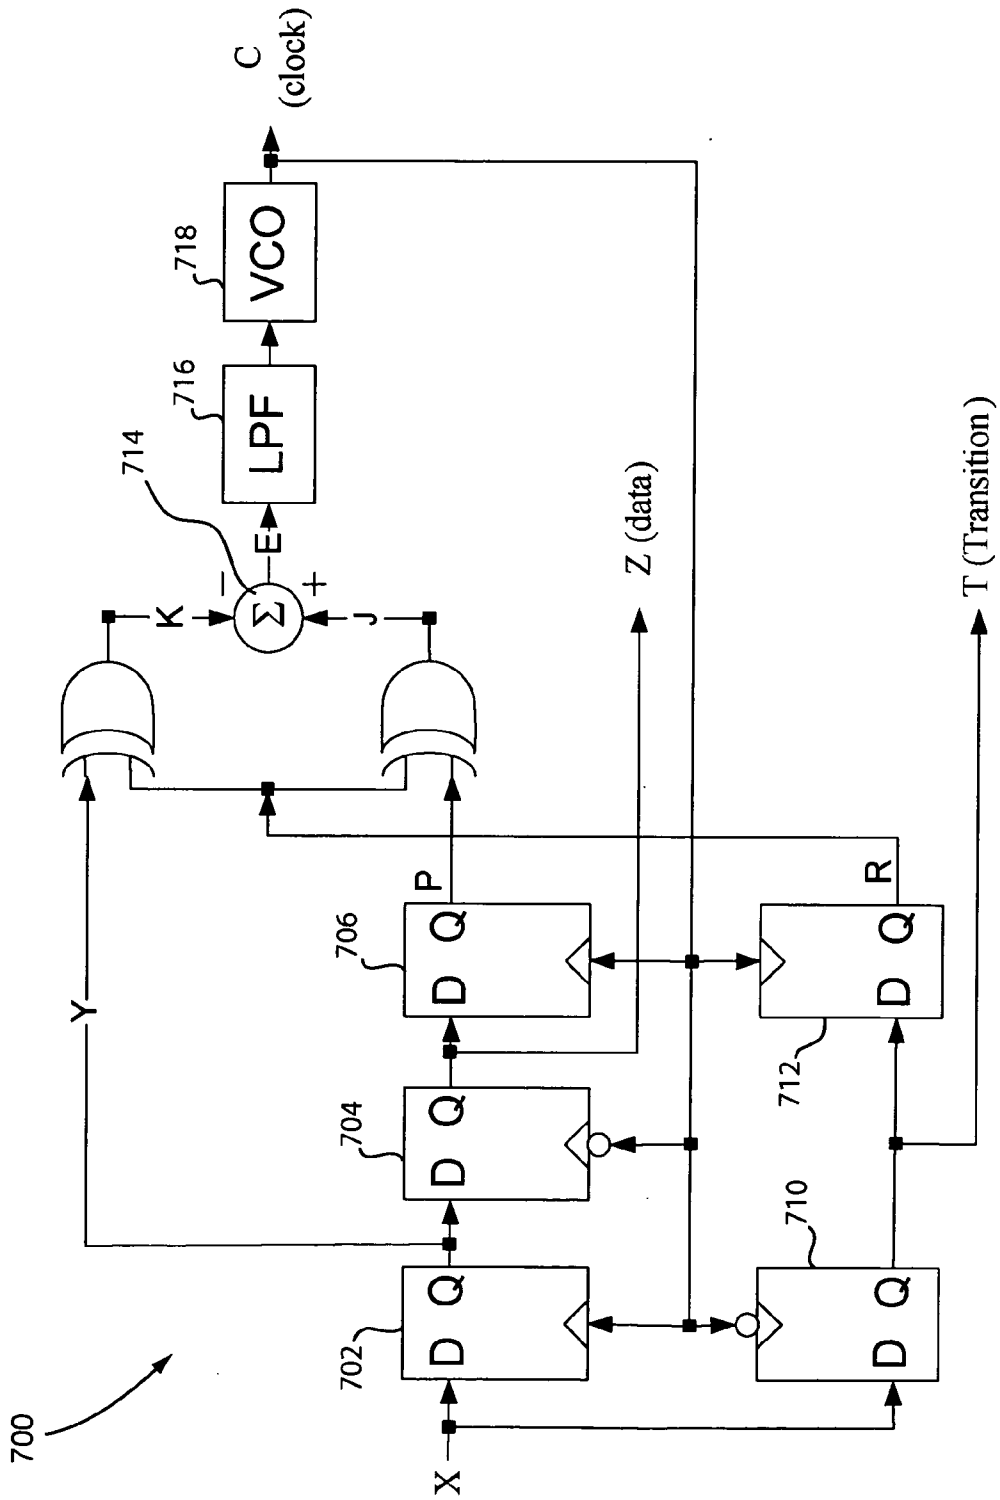 700
X
702
D Q
704
D Q
706
D Q
P
Y
K
J
Σ
−
+
714
E
716
LPF
718
VCO
C
(clock)
Z (data)
710
D Q
712
D Q
R
T (Transition)